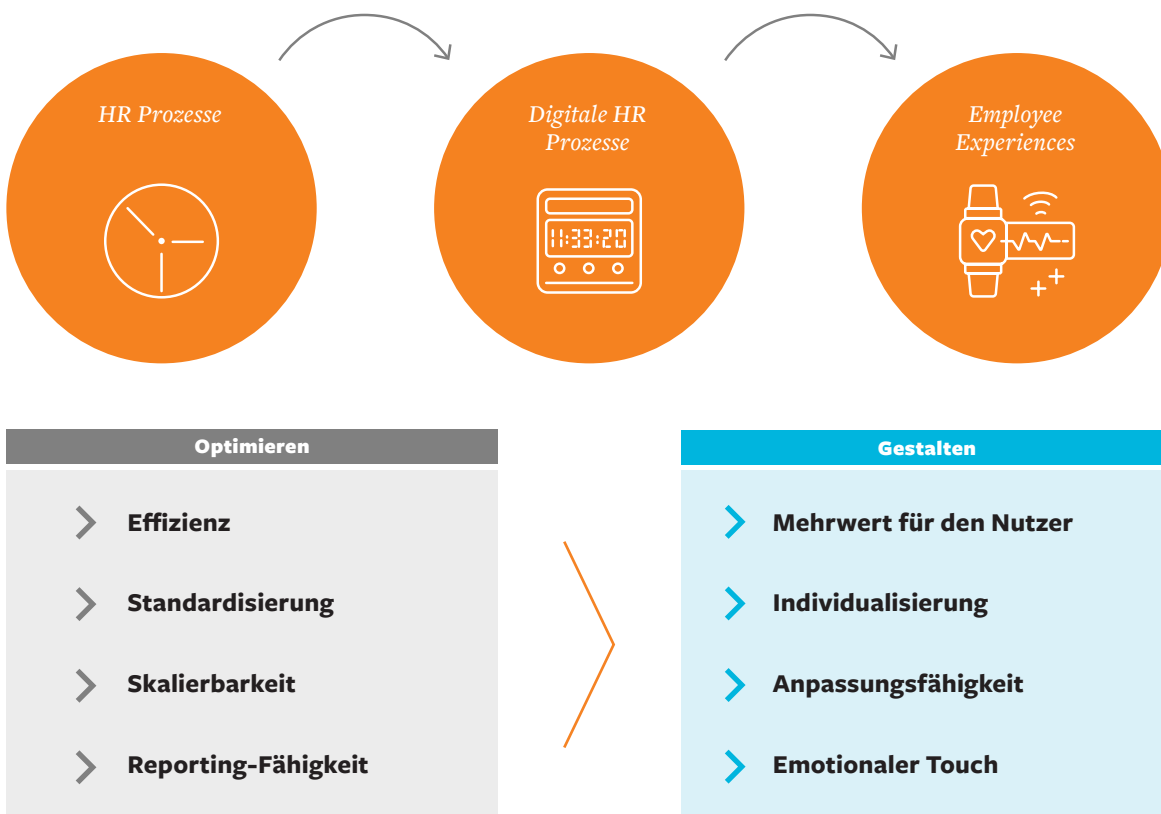 HR Prozesse
Digitale HR
Prozesse
Employee
Experiences
11:33:20
Optimieren
Effizienz
Standardisierung
Skalierbarkeit
Reporting-Fähigkeit
Gestalten
Mehrwert für den Nutzer
Individualisierung
Anpassungsfähigkeit
Emotionaler Touch